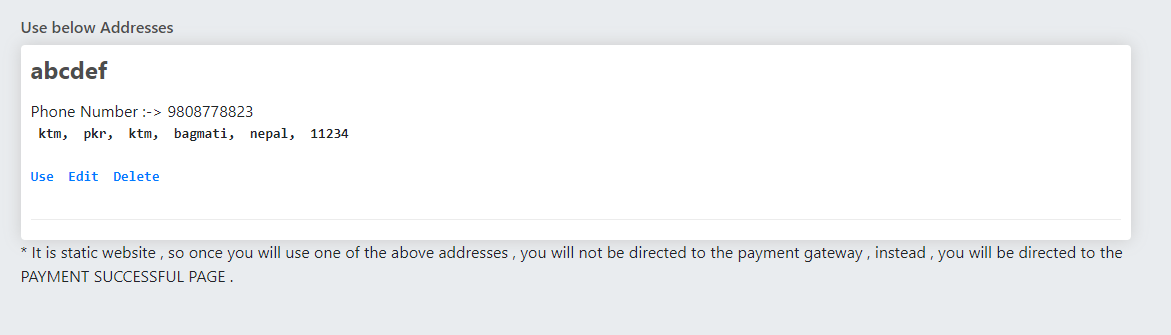 Use below Addresses
abcdef
Phone Number :-> 9808778823
ktm, pkr, ktm, bagmati, nepal, 11234
Use Edit Delete
* It is static website , so once you will use one of the above addresses , you will not be directed to the payment gateway , instead , you will be directed to the
PAYMENT SUCCESSFUL PAGE .